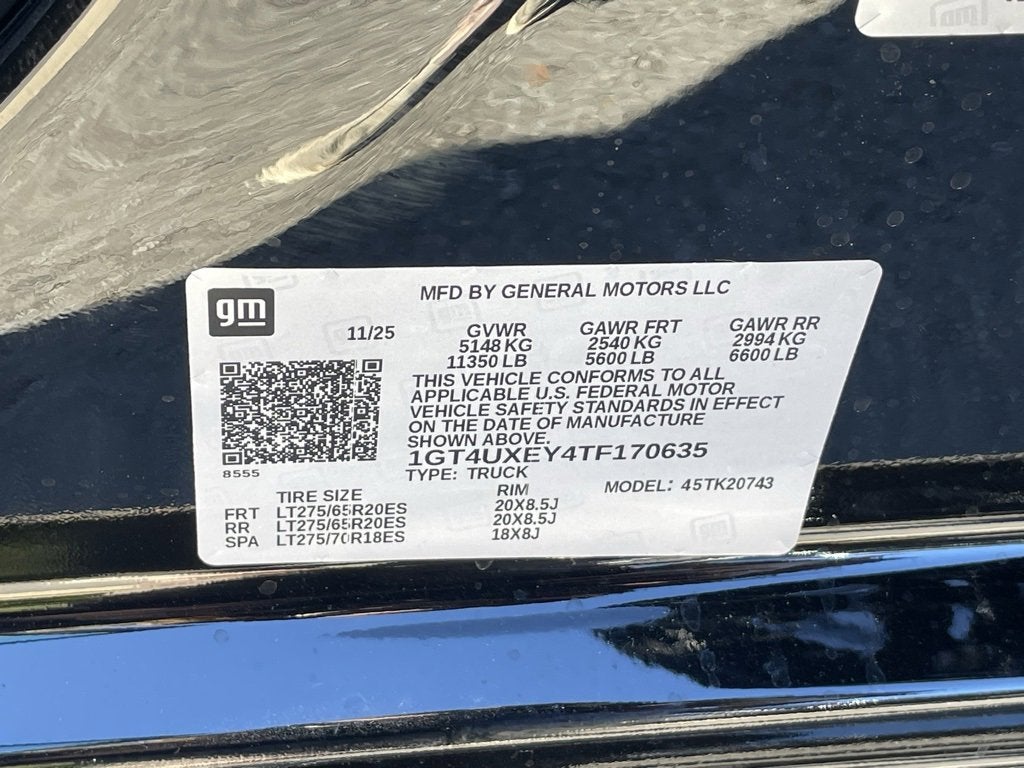 gm
MFD BY GENERAL MOTORS LLC
11/25 GVWR GAWR FRT GAWR RR
5148 KG 2540 KG 2994 KG
11350 LB 5600 LB 6600 LB
THIS VEHICLE CONFORMS TO ALL
APPLICABLE U.S. FEDERAL MOTOR
VEHICLE SAFETY STANDARDS IN EFFECT
ON THE DATE OF MANUFACTURE
SHOWN ABOVE.
1GT4UXEY4TF170635
8555
TYPE: TRUCK MODEL: 45TK20743
TIRE SIZE RIM
FRT LT275/65R20ES 20X8.5J
RR LT275/65R20ES 20X8.5J
SPA LT275/70R18ES 18X8J
gm